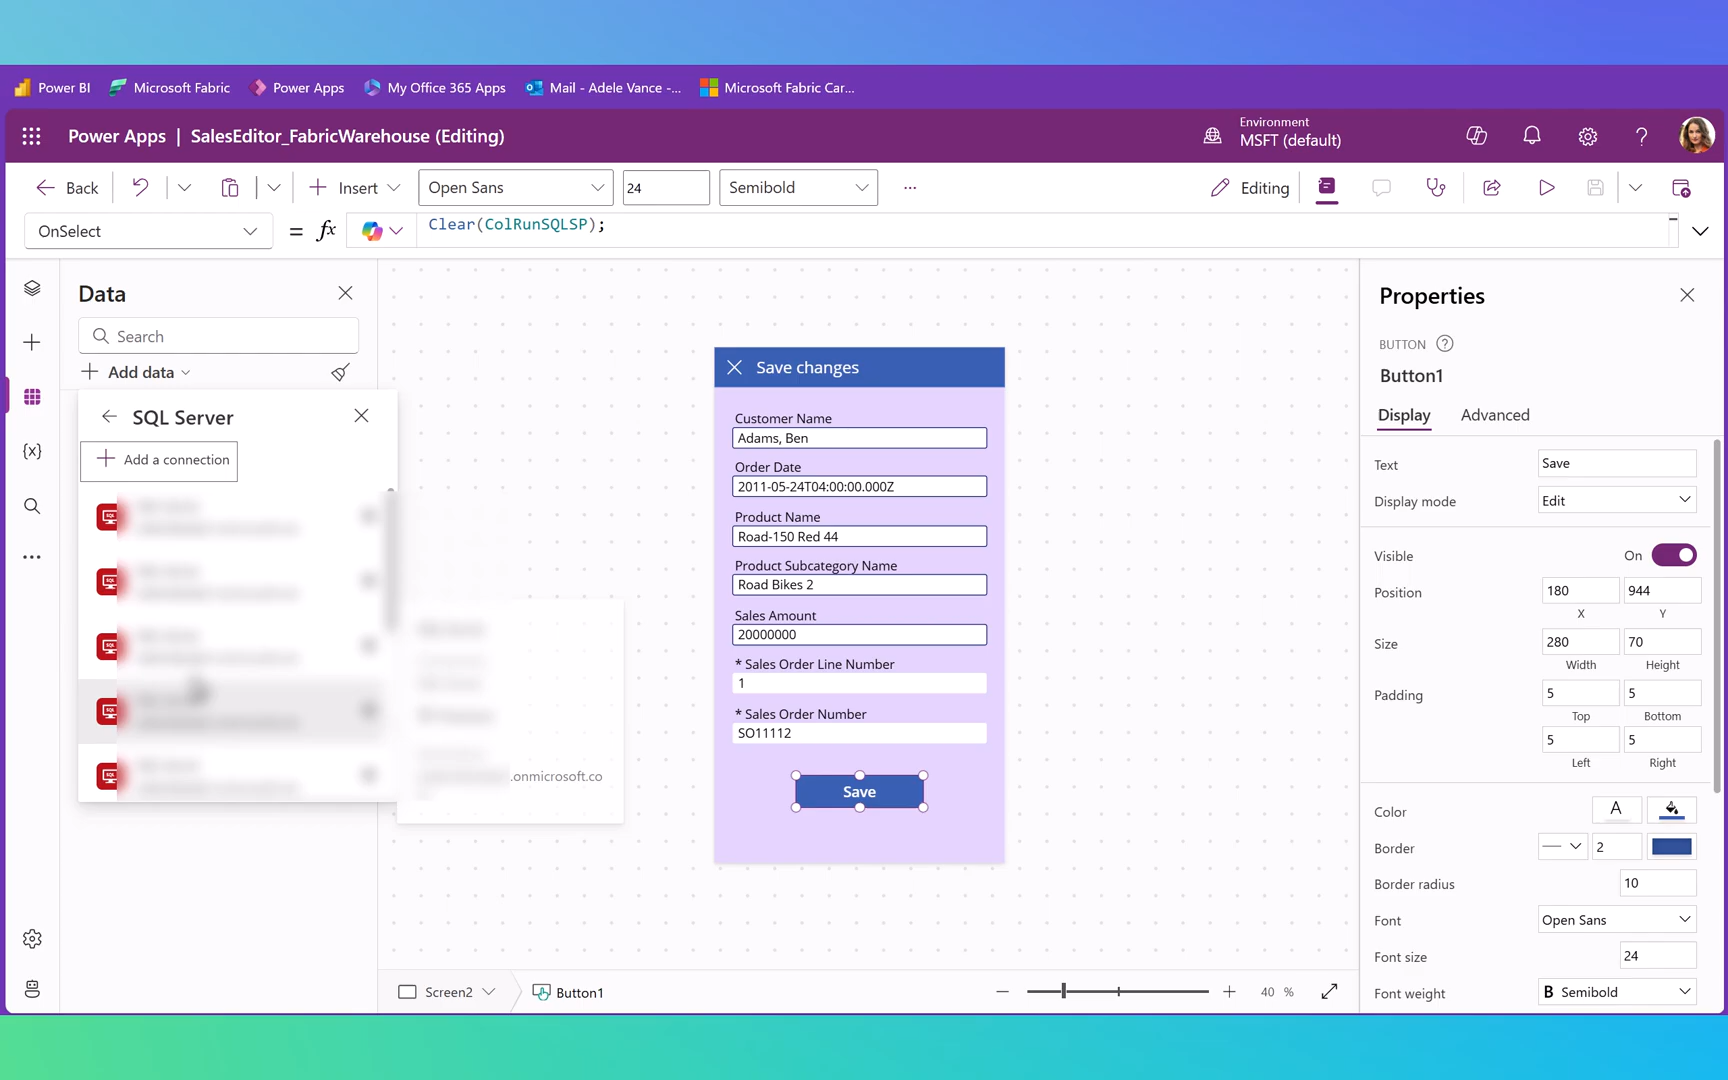 Power BI
Microsoft Fabric
Power Apps
My Office 365 Apps
Mail - Adele Vance -...
Microsoft Fabric Car...
Power Apps | SalesEditor_FabricWarehouse (Editing)
Environment
MSFT (default)
Back
Insert
Open Sans
24
Semibold
...
Editing
OnSelect
= fx
Clear(ColRunSQLSP);
Data
Search
Add data
SQL Server
Add a connection
.onmicrosoft.co
Save changes
Customer Name
Adams, Ben
Order Date
2011-05-24T04:00:00.000Z
Product Name
Road-150 Red 44
Product Subcategory Name
Road Bikes 2
Sales Amount
20000000
* Sales Order Line Number
1
* Sales Order Number
SO11112
Save
Screen2
Button1
40 %
Properties
BUTTON
Button1
Display
Advanced
Text
Save
Display mode
Edit
Visible
On
Position
180
944
X
Y
Size
280
70
Width
Height
Padding
5
5
Top
Bottom
5
5
Left
Right
Color
A
Border
2
Border radius
10
Font
Open Sans
Font size
24
Font weight
B Semibold